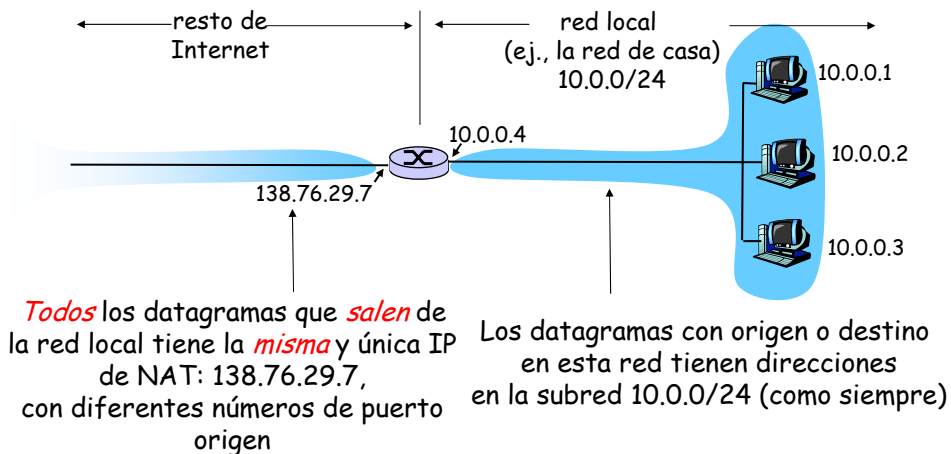 resto de
Internet
red local
(ej., la red de casa)
10.0.0/24
10.0.0.1
10.0.0.4
10.0.0.2
138.76.29.7
10.0.0.3
Todos los datagramas que salen de
la red local tiene la misma y única IP
de NAT: 138.76.29.7,
con diferentes números de puerto
origen
Los datagramas con origen o destino
en esta red tienen direcciones
en la subred 10.0.0/24 (como siempre)